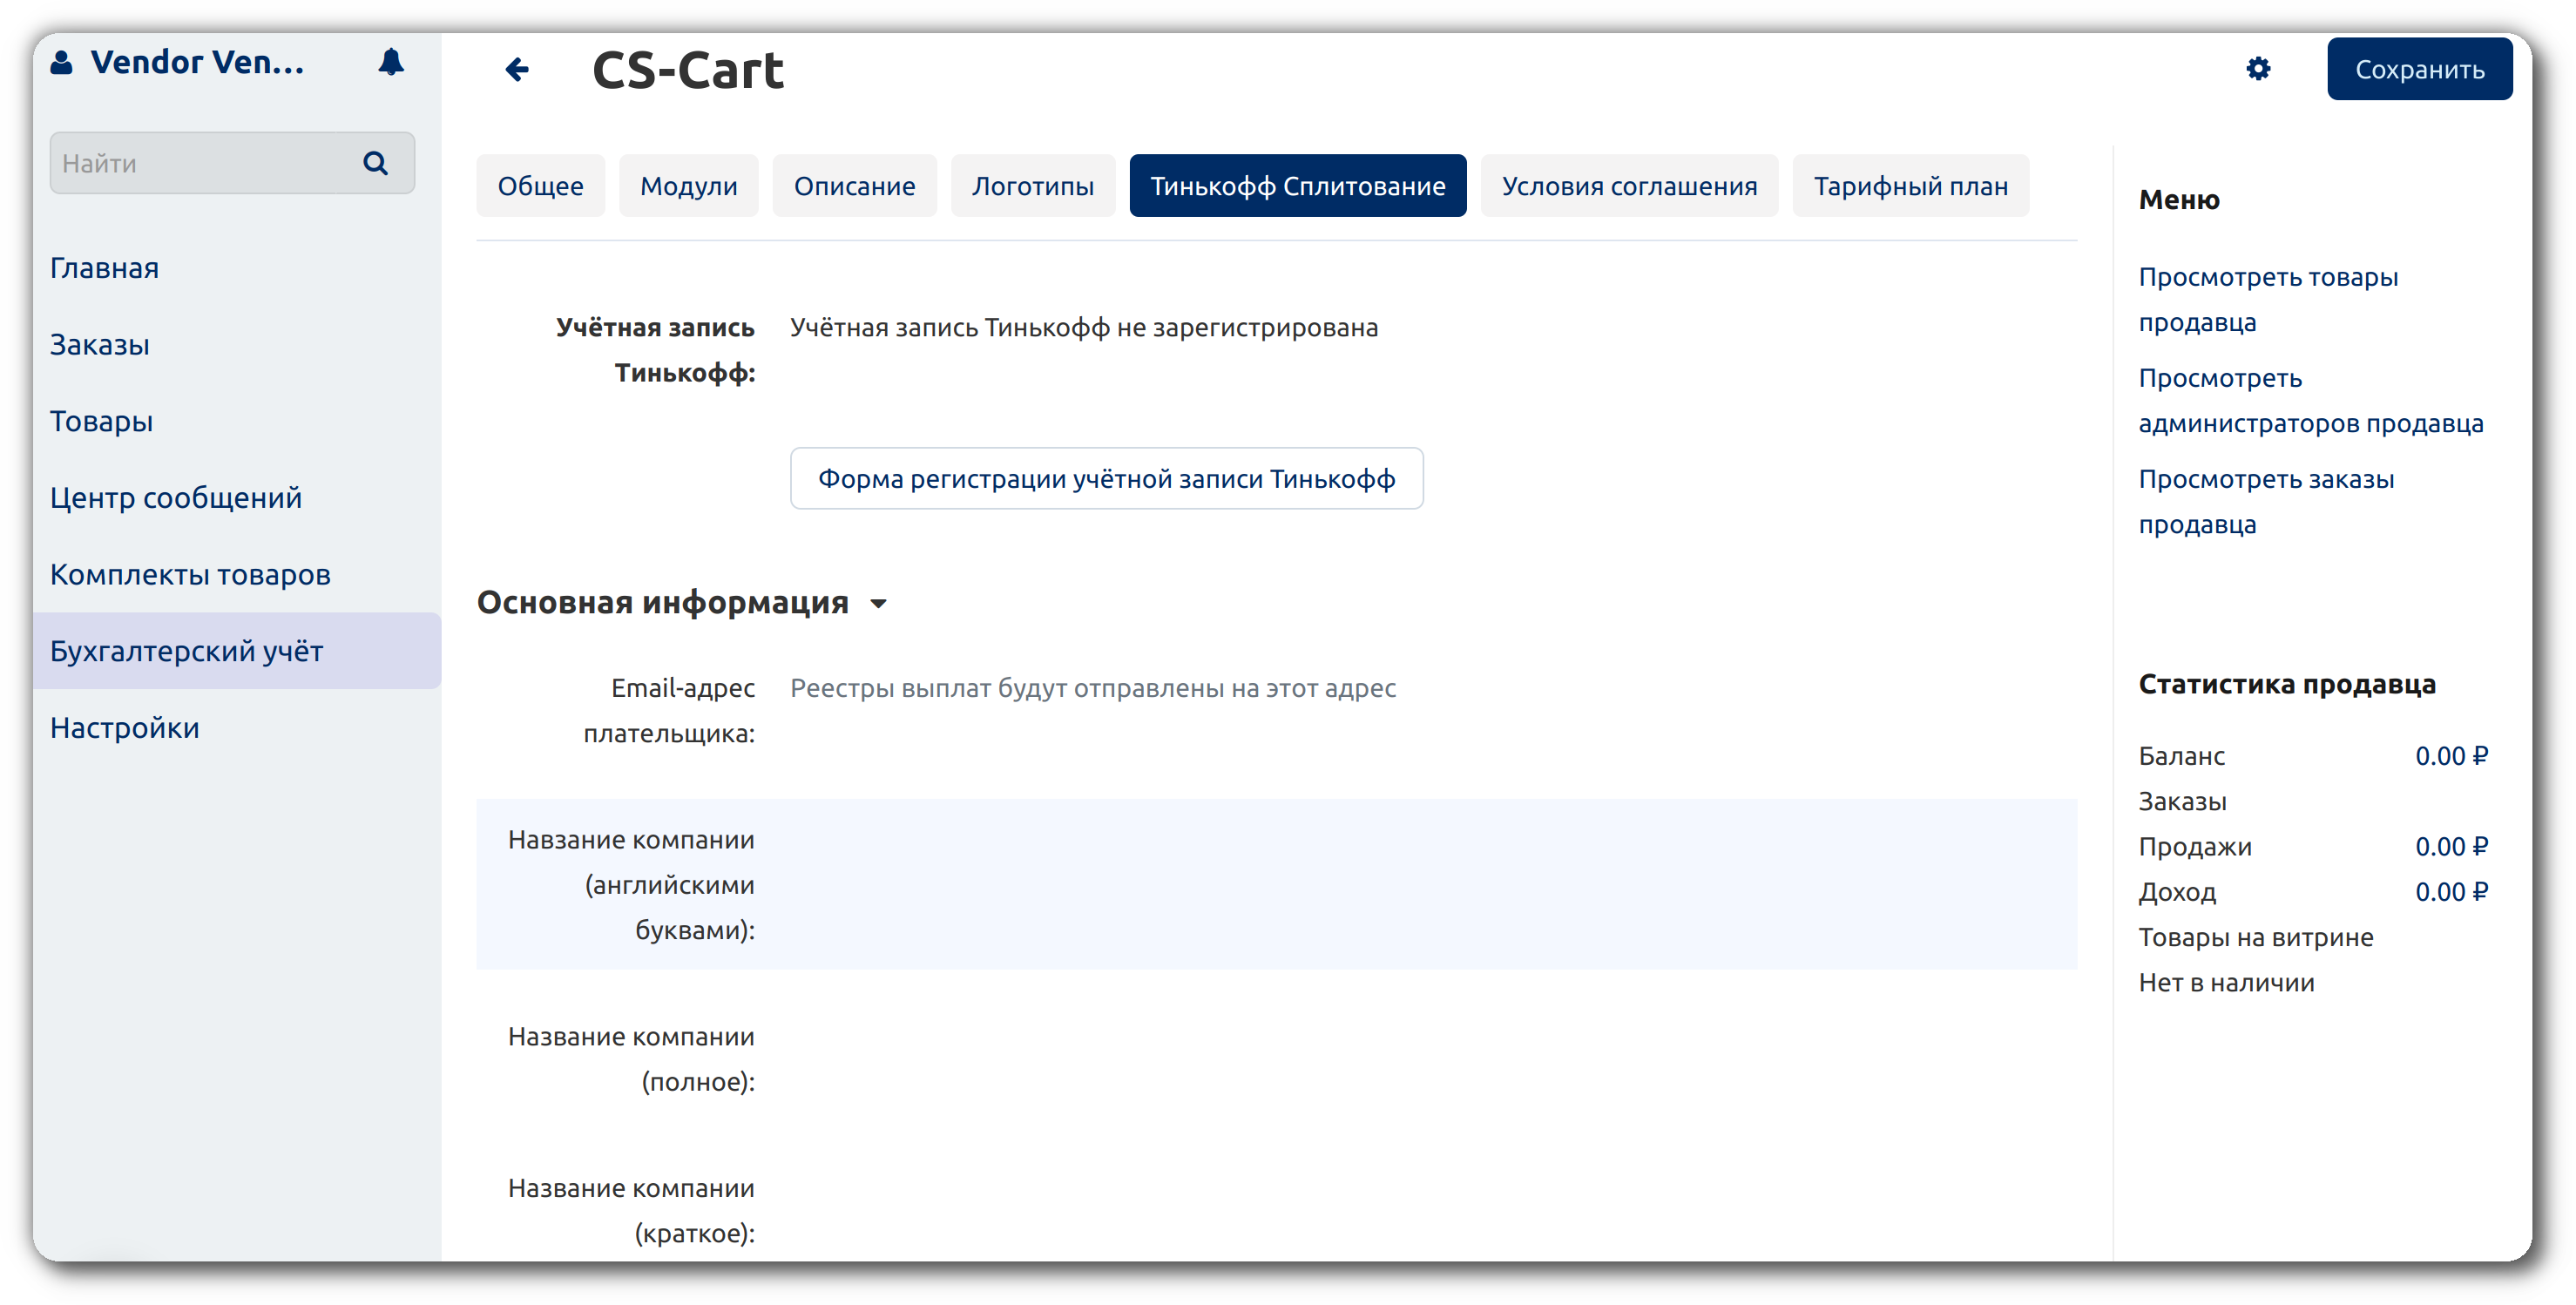 Vendor Ven...
Найти
Главная
Заказы
Товары
Центр сообщений
Комплекты товаров
Бухгалтерский учёт
Настройки
CS-Cart
Сохранить
Общее
Модули
Описание
Логотипы
Тинькофф Сплитование
Условия соглашения
Тарифный план
Учётная запись
Тинькофф:
Учётная запись Тинькофф не зарегистрирована
Форма регистрации учётной записи Тинькофф
Основная информация
Email-адрес
плательщика:
Реестры выплат будут отправлены на этот адрес
Навзание компании
(английскими
буквами):
Название компании
(полное):
Название компании
(краткое):
Меню
Просмотреть товары
продавца
Просмотреть
администраторов продавца
Просмотреть заказы
продавца
Статистика продавца
Баланс 0.00 ₽
Заказы
Продажи 0.00 ₽
Доход 0.00 ₽
Товары на витрине
Нет в наличии